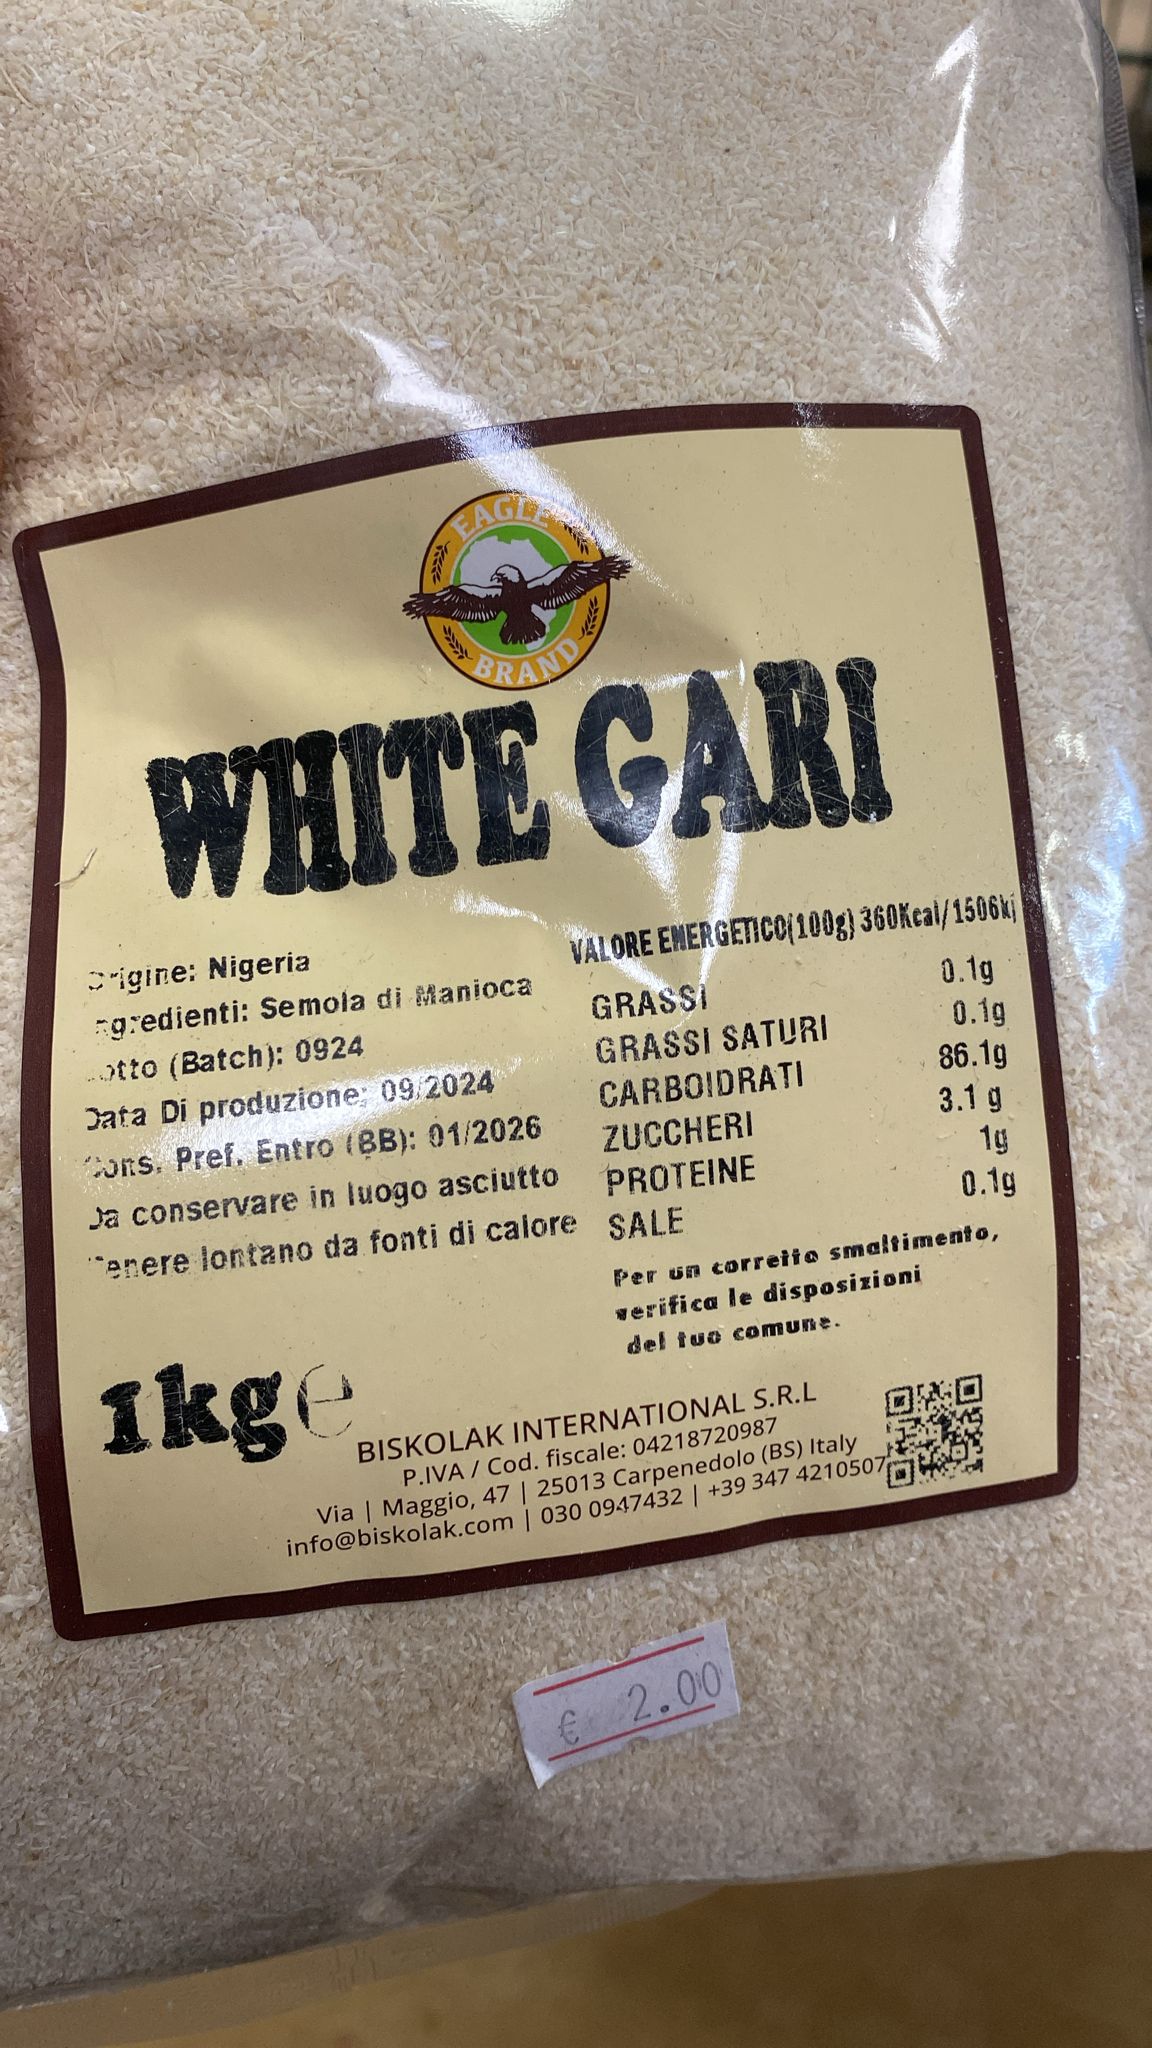 EAGLE
BRAND
WHITE GARI
Origine: Nigeria
Ingredienti: Semola di Manioca
Lotto (Batch): 0924
Data Di produzione: 09/2024
Cons. Pref. Entro (BB): 01/2026
Da conservare in luogo asciutto
Tenere lontano da fonti di calore
VALORE ENERGETICO(100g) 360Kcal/1506kj
GRASSI 0.1g
GRASSI SATURI 0.1g
CARBOIDRATI 86.1g
ZUCCHERI 3.1 g
PROTEINE 1g
SALE 0.1g
Per un corretto smaltimento,
verifica le disposizioni
del tuo comune.
1kg℮
BISKOLAK INTERNATIONAL S.R.L
P.IVA / Cod. fiscale: 04218720987
Via | Maggio, 47 | 25013 Carpenedolo (BS) Italy
info@biskolak.com | 030 0947432 | +39 347 4210507
€ 2.00